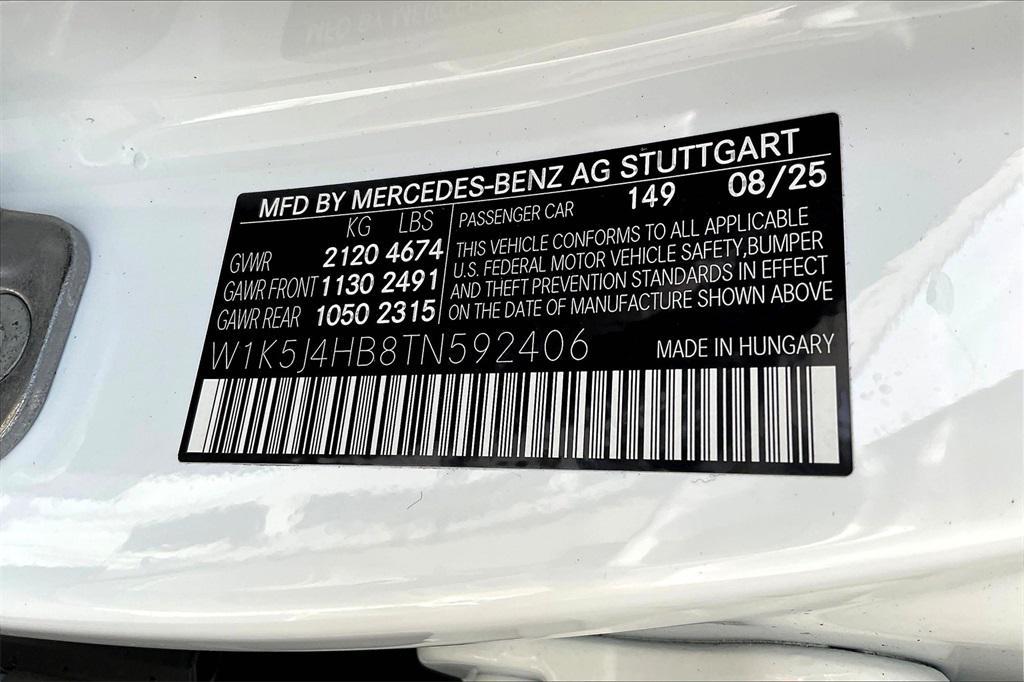 MFD BY MERCEDES-BENZ AG STUTTGART
KG LBS
GVWR 2120 4674
GAWR FRONT 1130 2491
GAWR REAR 1050 2315
PASSENGER CAR 149 08/25
THIS VEHICLE CONFORMS TO ALL APPLICABLE
U.S. FEDERAL MOTOR VEHICLE SAFETY,BUMPER
AND THEFT PREVENTION STANDARDS IN EFFECT
ON THE DATE OF MANUFACTURE SHOWN ABOVE
W1K5J4HB8TN592406 MADE IN HUNGARY